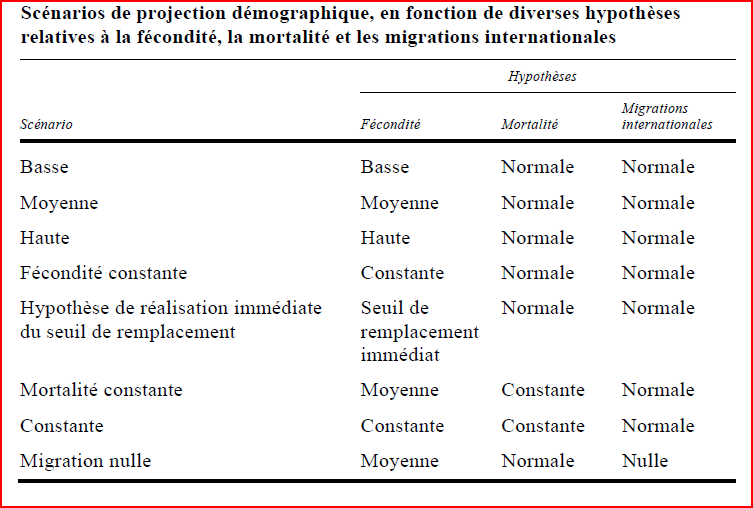 Scénarios de projection démographique, en fonction de diverses hypothèses
relatives à la fécondité, la mortalité et les migrations internationales
Hypothèses
Scénario Fécondité Mortalité Migrations internationales
Basse Basse Normale Normale
Moyenne Moyenne Normale Normale
Haute Haute Normale Normale
Fécondité constante Constante Normale Normale
Hypothèse de réalisation immédiate Seuil de Normale Normale
du seuil de remplacement remplacement
immédiat
Mortalité constante Moyenne Constante Normale
Constante Constante Constante Normale
Migration nulle Moyenne Normale Nulle